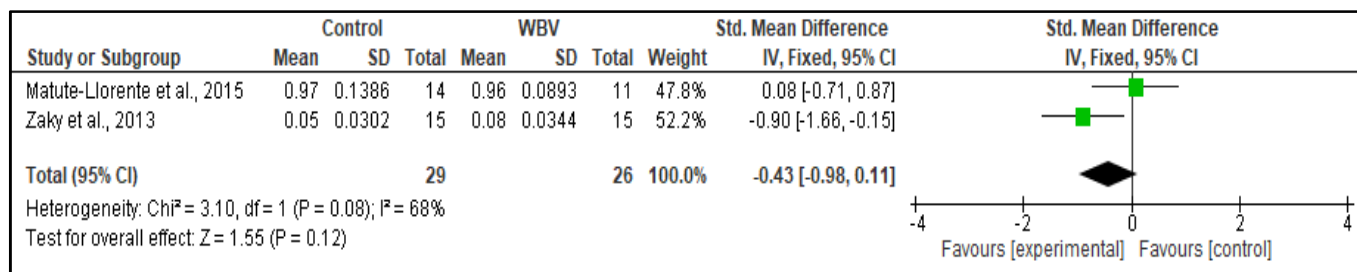 Control WBV Std. Mean Difference Std. Mean Difference
Study or Subgroup Mean SD Total Mean SD Total Weight IV, Fixed, 95% CI IV, Fixed, 95% CI
Matute-Llorente et al., 2015 0.97 0.1386 14 0.96 0.0893 11 47.8% 0.08 [-0.71, 0.87]
Zaky et al., 2013 0.05 0.0302 15 0.08 0.0344 15 52.2% -0.90 [-1.66, -0.15]
Total (95% CI) 29 26 100.0% -0.43 [-0.98, 0.11]
Heterogeneity: Chi² = 3.10, df = 1 (P = 0.08); I² = 68%
Test for overall effect: Z = 1.55 (P = 0.12)
-4 -2 0 2 4
Favours [experimental] Favours [control]